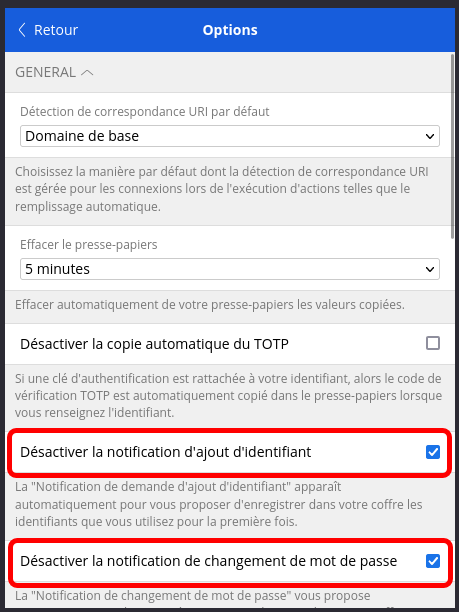 Retour
Options
GENERAL
Détection de correspondance URI par défaut
Domaine de base
Choisissez la manière par défaut dont la détection de correspondance URI
est gérée pour les connexions lors de l'exécution d'actions telles que le
remplissage automatique.
Effacer le presse-papiers
5 minutes
Effacer automatiquement de votre presse-papiers les valeurs copiées.
Désactiver la copie automatique du TOTP
Si une clé d'authentification est rattachée à votre identifiant, alors le code de
vérification TOTP est automatiquement copié dans le presse-papiers lorsque
vous renseignez l'identifiant.
Désactiver la notification d'ajout d'identifiant
La "Notification de demande d'ajout d'identifiant" apparaît
automatiquement pour vous proposer d'enregistrer dans votre coffre les
identifiants que vous utilisez pour la première fois.
Désactiver la notification de changement de mot de passe
La "Notification de changement de mot de passe" vous propose